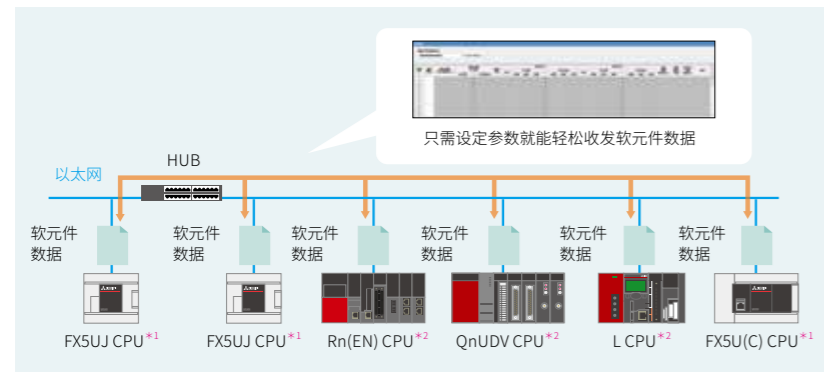 只需设定参数就能轻松收发软元件数据
HUB
以太网
软元件
数据
软元件
数据
软元件
数据
软元件
数据
软元件
数据
软元件
数据
FX5UJ CPU*1
FX5UJ CPU*1
Rn(EN) CPU*2
QnUDV CPU*2
L CPU*2
FX5U(C) CPU*1